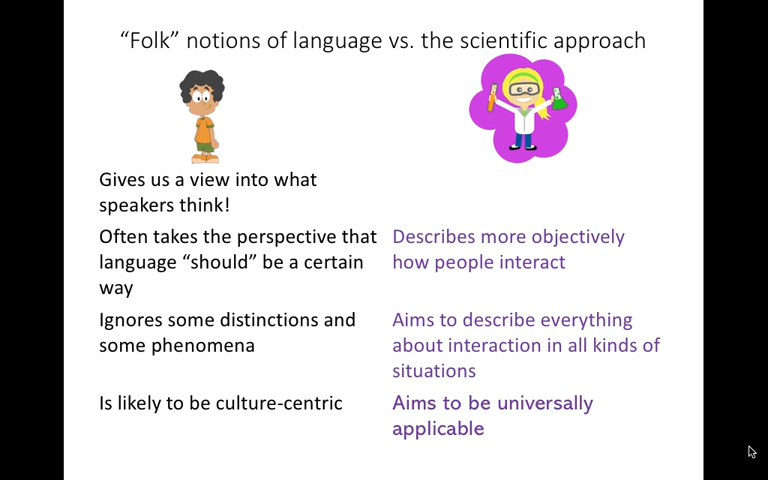 “Folk” notions of language vs. the scientific approach
Gives us a view into what
speakers think!
Often takes the perspective that
language “should” be a certain
way
Describes more objectively
how people interact
Ignores some distinctions and
some phenomena
Aims to describe everything
about interaction in all kinds of
situations
Is likely to be culture-centric
Aims to be universally
applicable